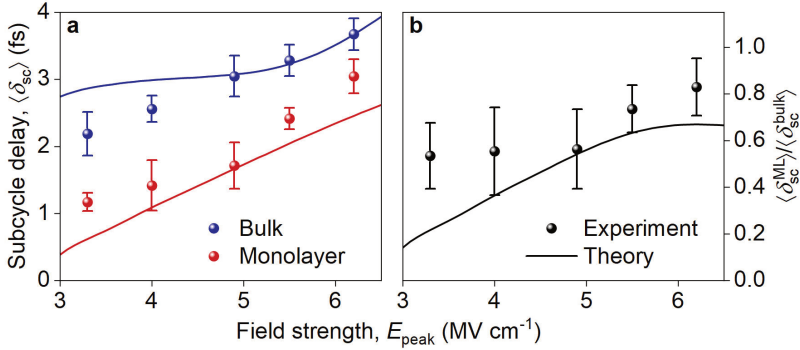 a
Subcycle delay, ⟨δsc⟩ (fs)
4
3
2
1
0
Bulk
Monolayer
3 4 5 6
b
1.0
0.8
0.6
0.4
0.2
0.0
⟨δscML⟩/⟨δscbulk⟩
Experiment
Theory
3 4 5 6
Field strength, Epeak (MV cm-1)